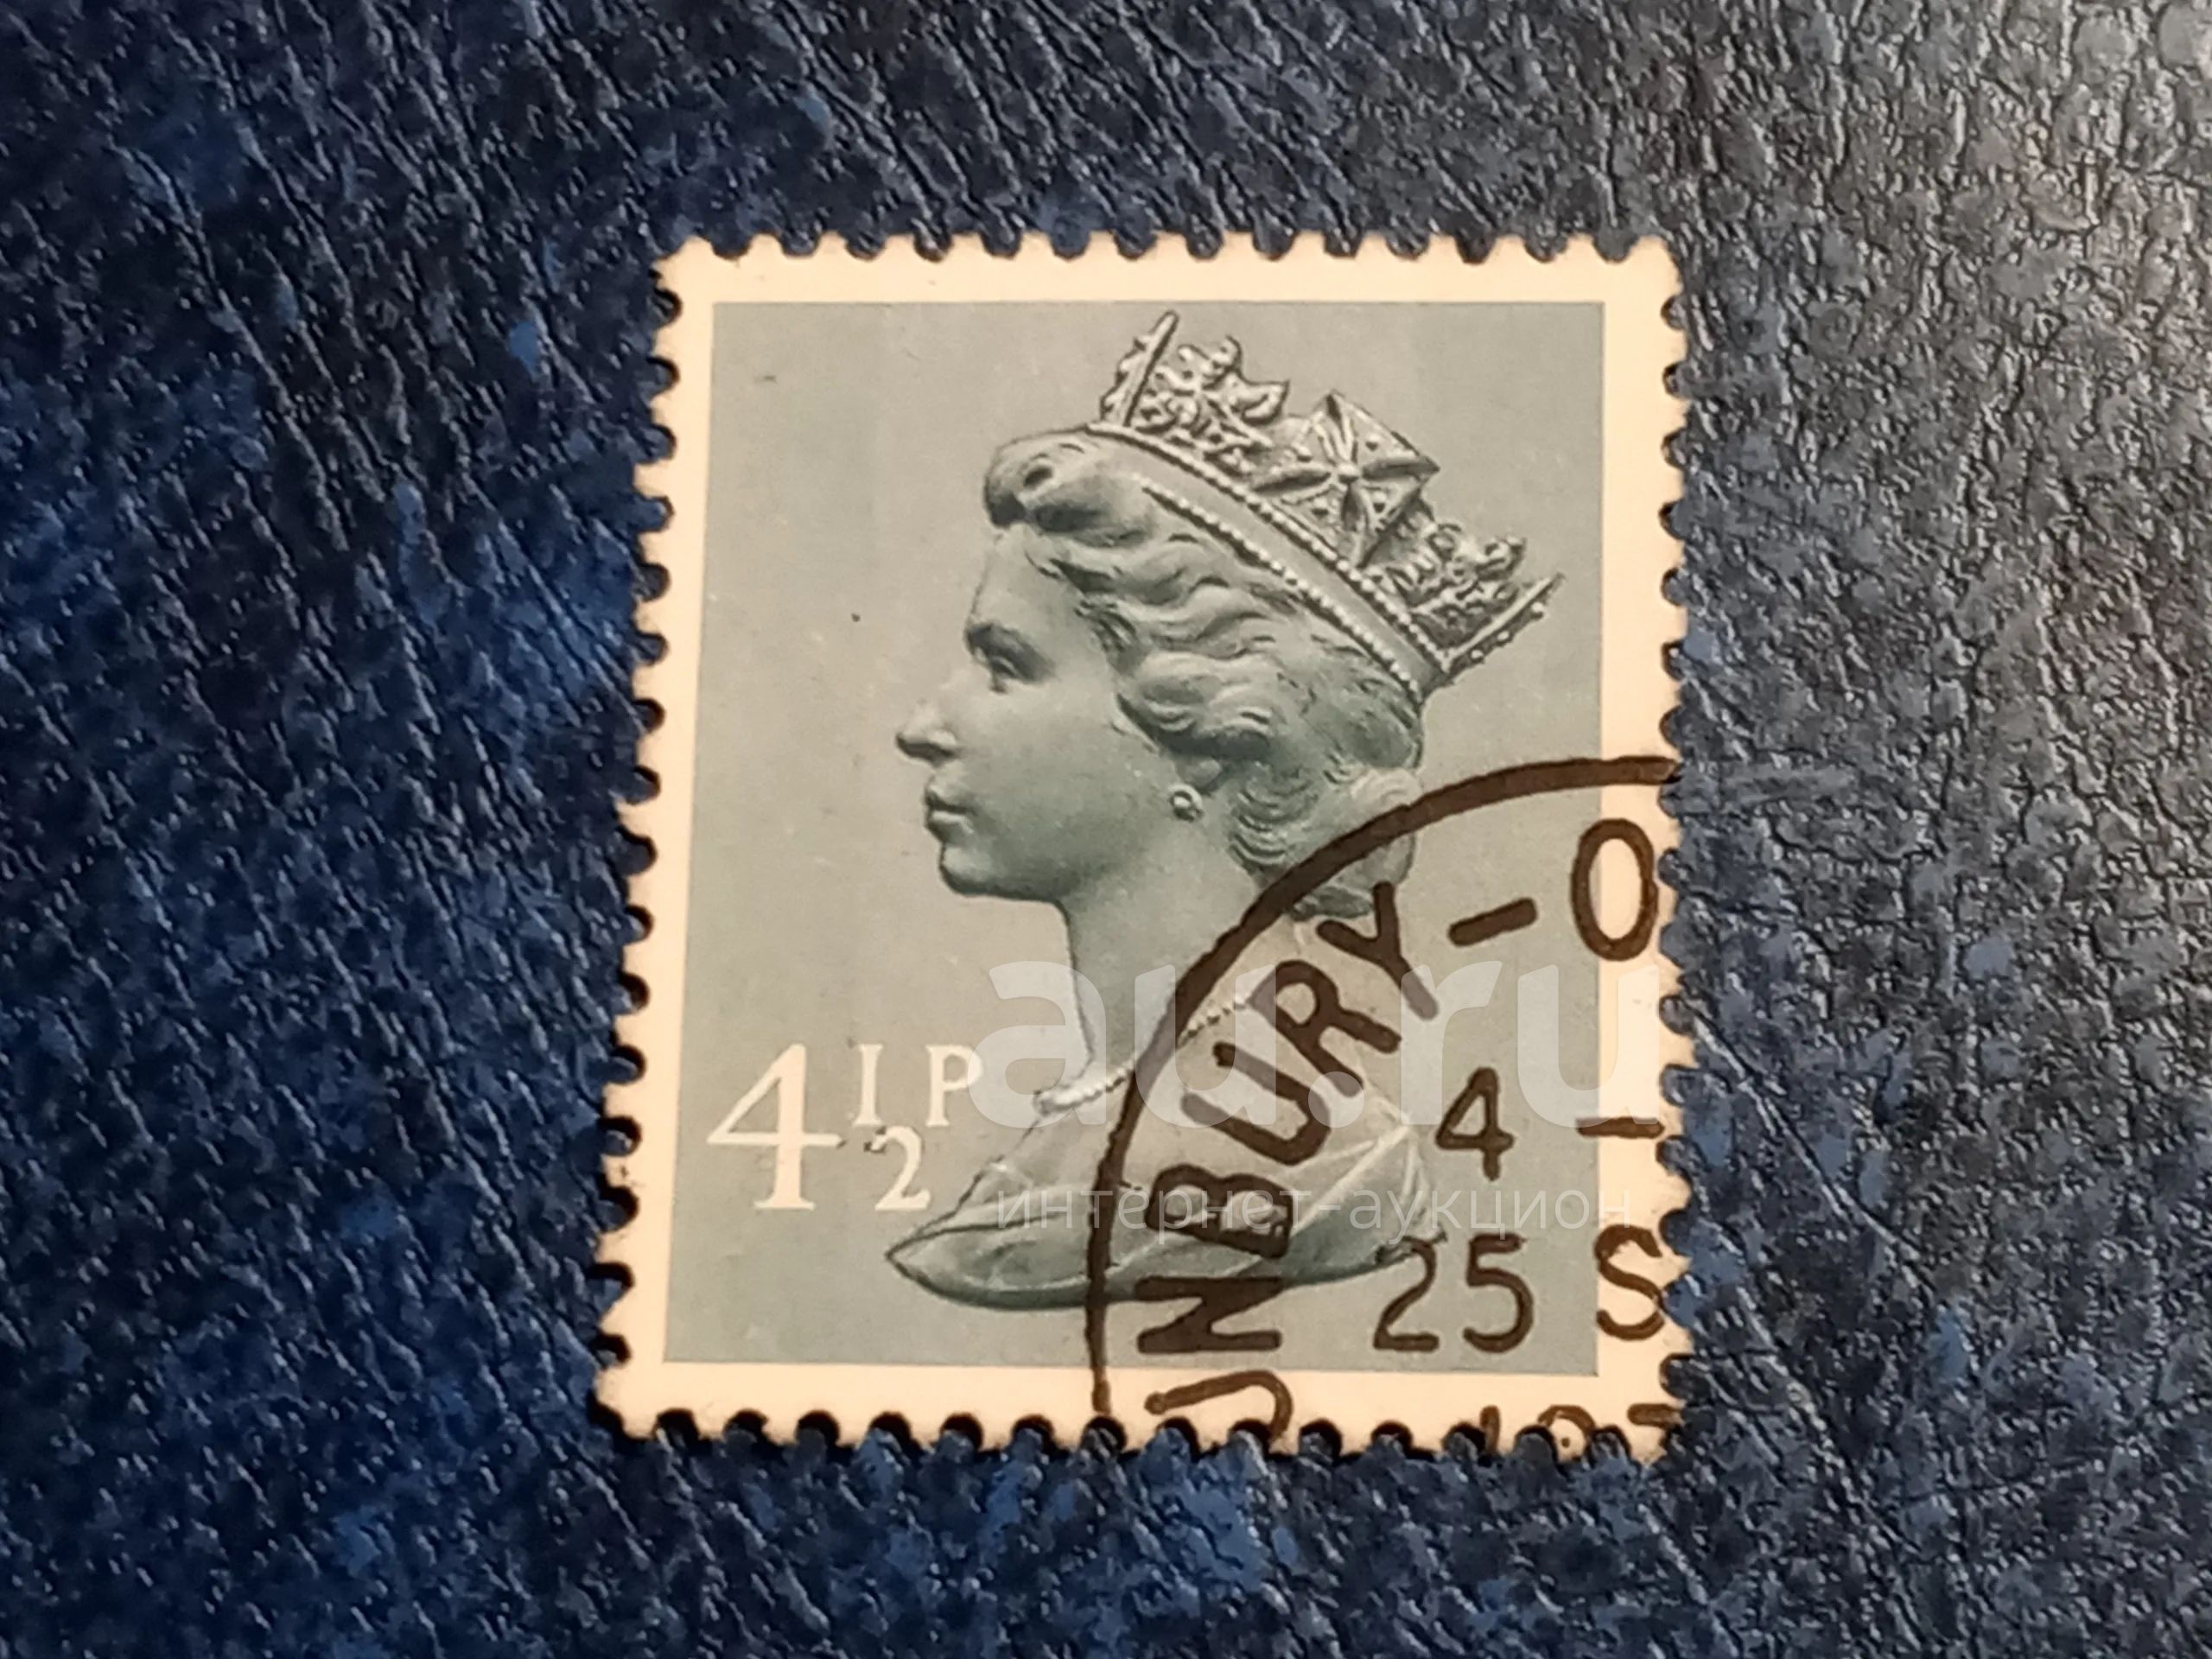 4½P
UNBURY-O
4-
25 S
au.ru
интернет-аукцион